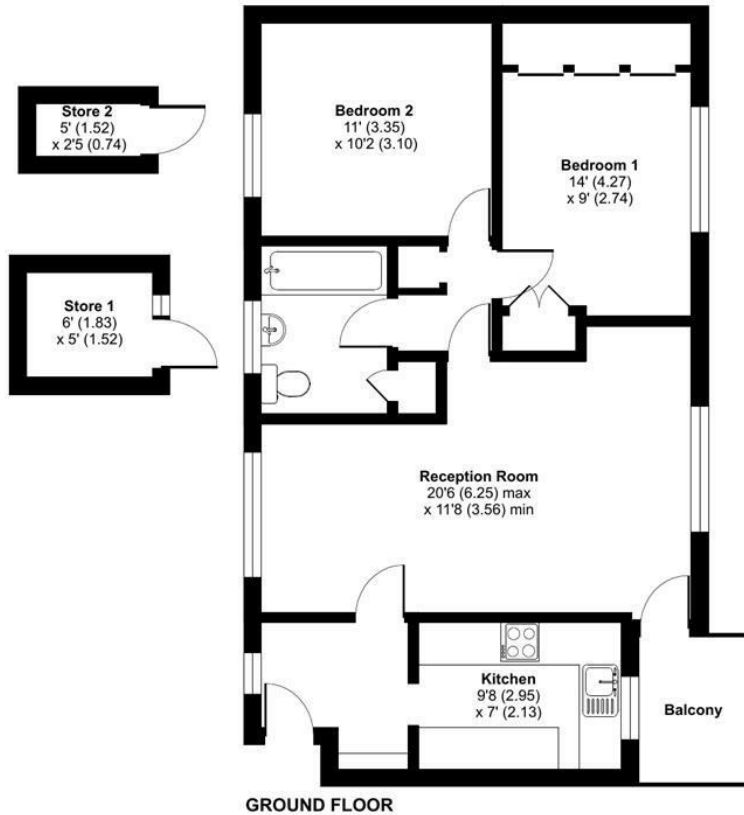 Store 2
5' (1.52)
x 2'5 (0.74)
Bedroom 2
11' (3.35)
x 10'2 (3.10)
Bedroom 1
14' (4.27)
x 9' (2.74)
Store 1
6' (1.83)
x 5' (1.52)
Reception Room
20'6 (6.25) max
x 11'8 (3.56) min
Kitchen
9'8 (2.95)
x 7' (2.13)
Balcony
GROUND FLOOR